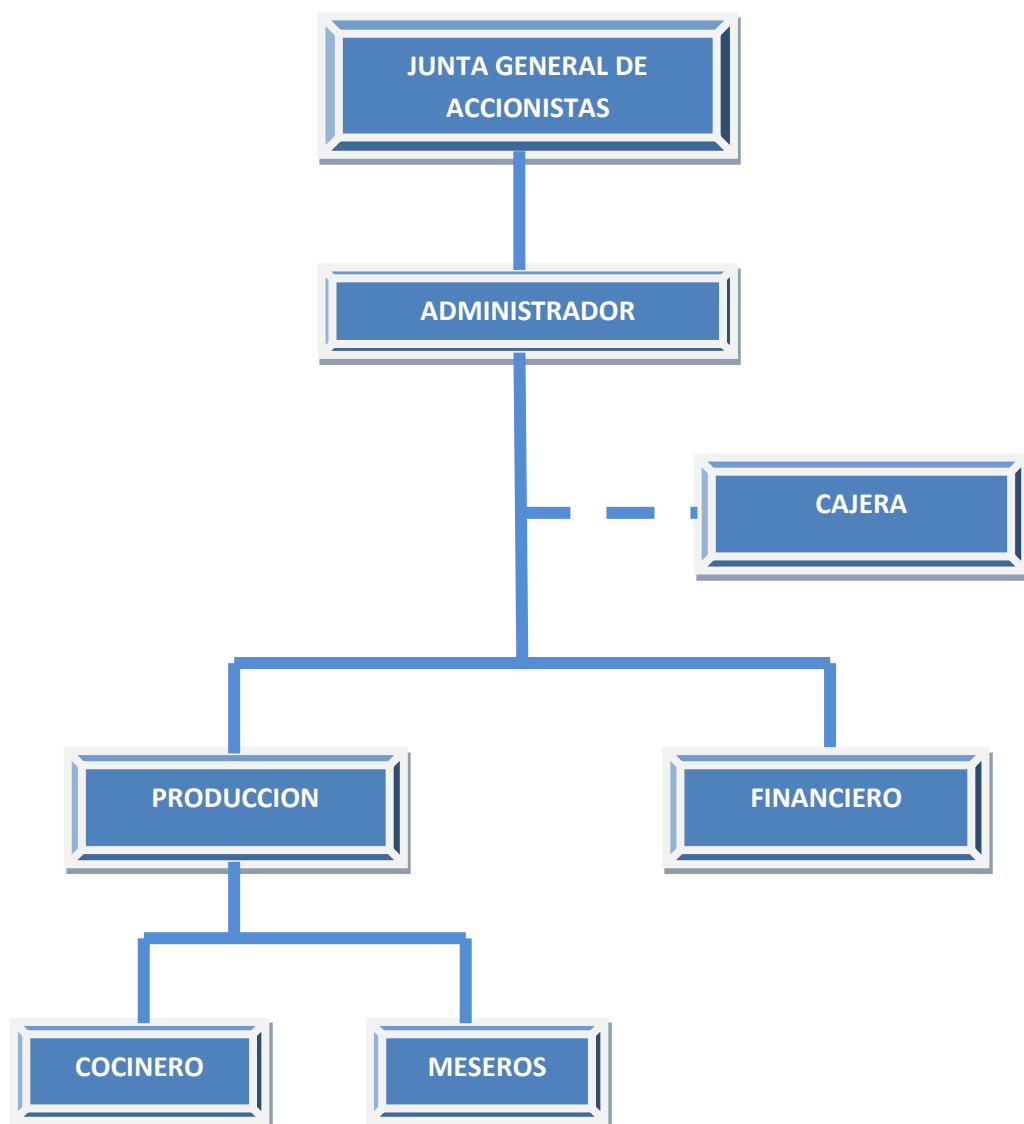 JUNTA GENERAL DE
ACCIONISTAS
ADMINISTRADOR
CAJERA
PRODUCCION
FINANCIERO
COCINERO
MESEROS